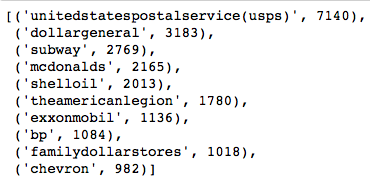 [('unitedstatespostalservice(usps)', 7140),
('dollargeneral', 3183),
('subway', 2769),
('mcdonalds', 2165),
('shelloil', 2013),
('theamericanlegion', 1780),
('exxonmobil', 1136),
('bp', 1084),
('familydollarstores', 1018),
('chevron', 982)]